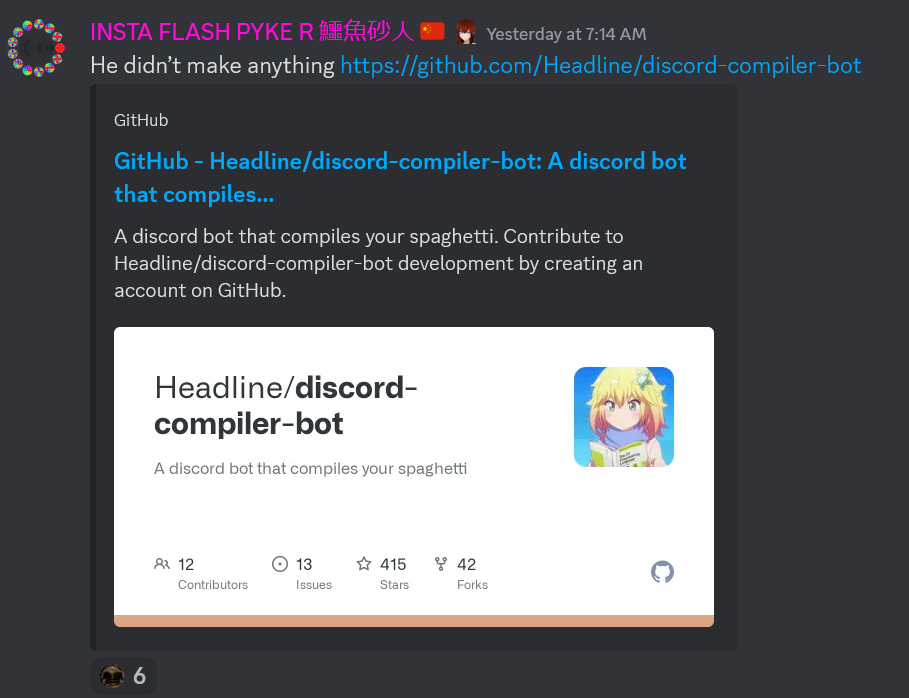 INSTA FLASH PYKE R 鱷魚砂人 Yesterday at 7:14 AM
He didn’t make anything https://github.com/Headline/discord-compiler-bot
GitHub
GitHub - Headline/discord-compiler-bot: A discord bot
that compiles...
A discord bot that compiles your spaghetti. Contribute to
Headline/discord-compiler-bot development by creating an
account on GitHub.
Headline/discord-
compiler-bot
A discord bot that compiles your spaghetti
12 13 415 42
Contributors Issues Stars Forks
6